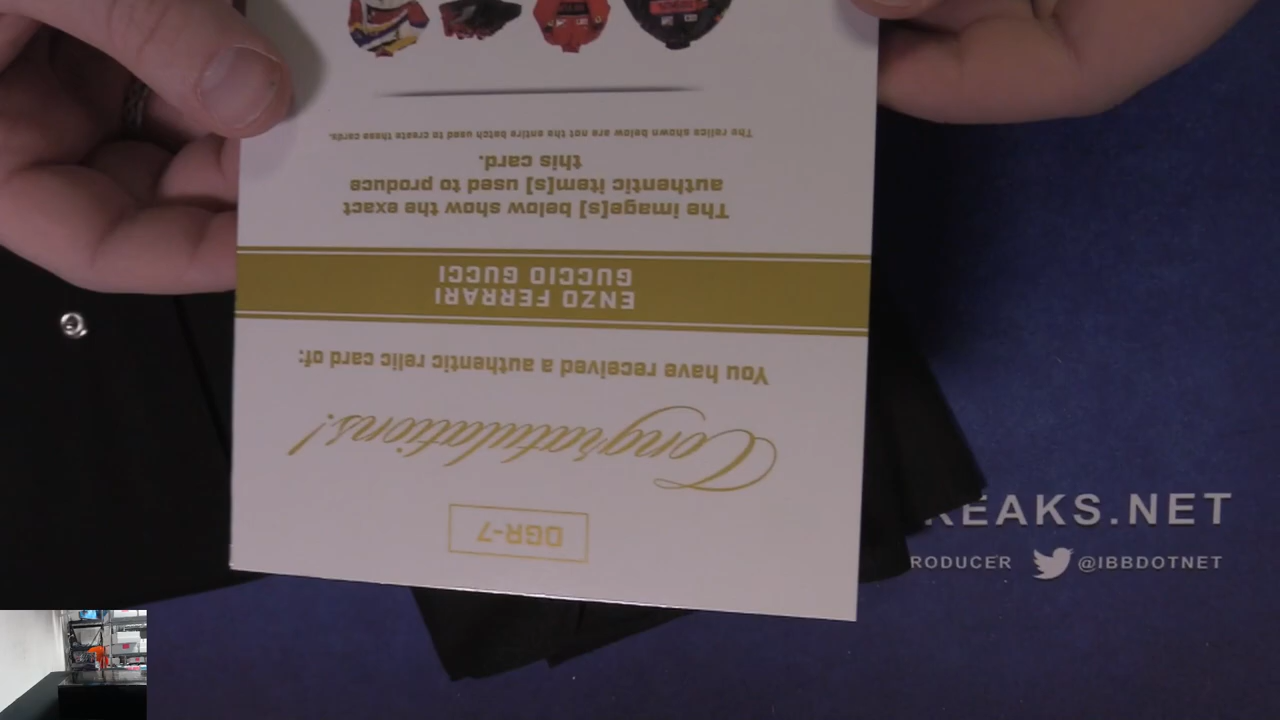 DGR-7
Congratulations!
You have received a authentic relic card of:
ENZO FERRARI
GUCCIO GUCCI
The image[s] below show the exact
authentic item[s] used to produce
this card.
The relics shown below are not the entire batch used to create these cards.
REAKS.NET
RODUCER
@IBBDOTNET